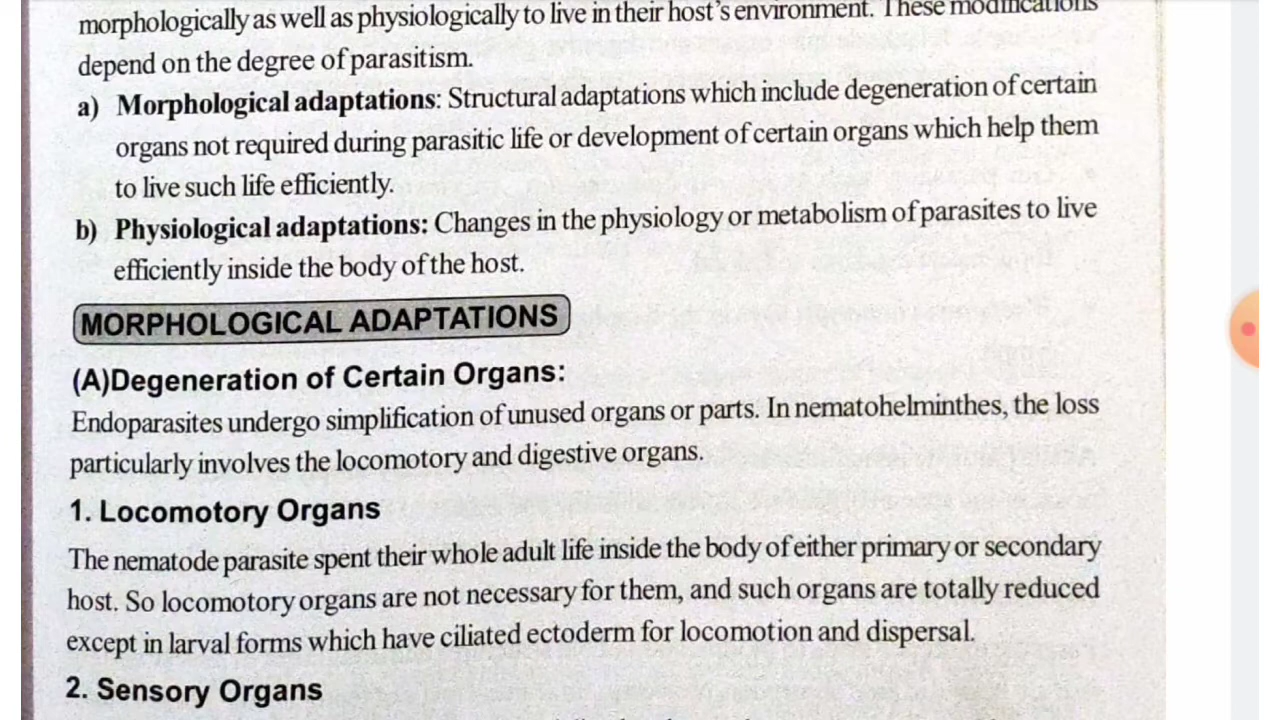 morphologically as well as physiologically to live in their host's environment. These modifications
depend on the degree of parasitism.
a) Morphological adaptations: Structural adaptations which include degeneration of certain
organs not required during parasitic life or development of certain organs which help them
to live such life efficiently.
b) Physiological adaptations: Changes in the physiology or metabolism of parasites to live
efficiently inside the body of the host.
MORPHOLOGICAL ADAPTATIONS
(A)Degeneration of Certain Organs:
Endoparasites undergo simplification of unused organs or parts. In nematohelminthes, the loss
particularly involves the locomotory and digestive organs.
1. Locomotory Organs
The nematode parasite spent their whole adult life inside the body of either primary or secondary
host. So locomotory organs are not necessary for them, and such organs are totally reduced
except in larval forms which have ciliated ectoderm for locomotion and dispersal.
2. Sensory Organs